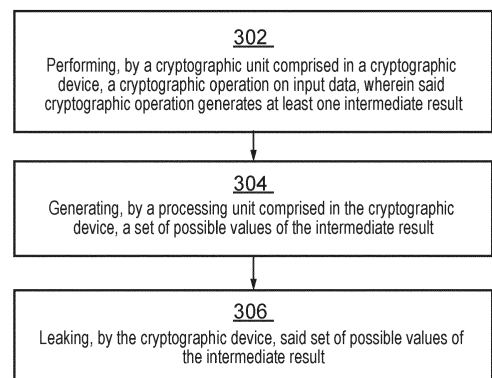 302
Performing, by a cryptographic unit comprised in a cryptographic
device, a cryptographic operation on input data, wherein said
cryptographic operation generates at least one intermediate result
304
Generating, by a processing unit comprised in the cryptographic
device, a set of possible values of the intermediate result
306
Leaking, by the cryptographic device, said set of possible values of
the intermediate result